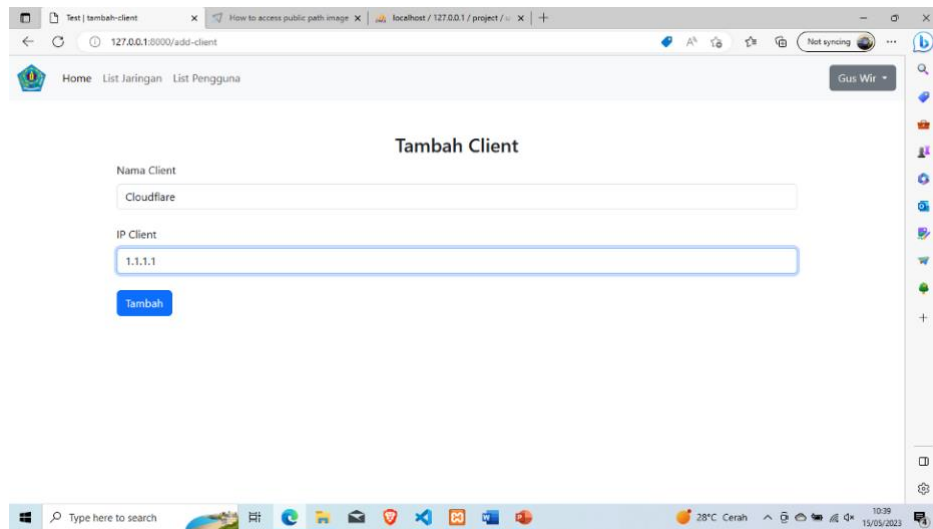 Test | tambah-client
How to access public path image
localhost / 127.0.0.1 / project /
127.0.0.1:8000/add-client
Not syncing
Home List Jaringan List Pengguna
Gus Wir
Tambah Client
Nama Client
Cloudflare
IP Client
1.1.1.1
Tambah
Type here to search
28°C Cerah
10:39
15/05/2023